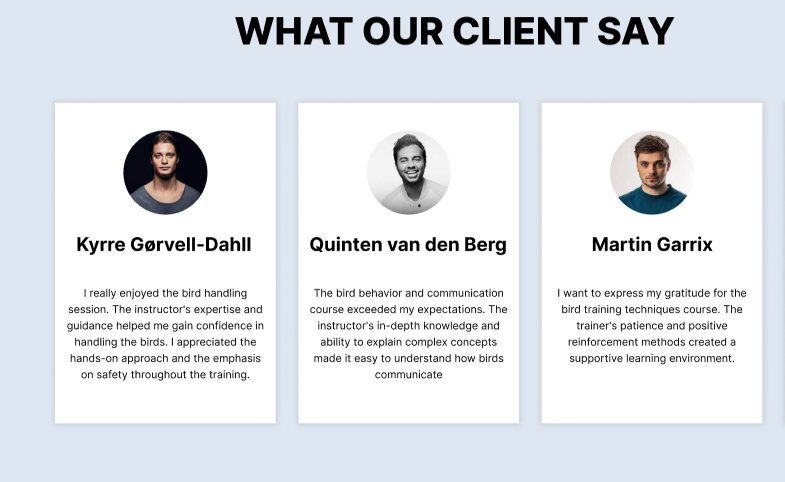 WHAT OUR CLIENT SAY
Kyrre Gørvell-Dahll
I really enjoyed the bird handling
session. The instructor's expertise and
guidance helped me gain confidence in
handling the birds. I appreciated the
hands-on approach and the emphasis
on safety throughout the training.
Quinten van den Berg
The bird behavior and communication
course exceeded my expectations. The
instructor's in-depth knowledge and
ability to explain complex concepts
made it easy to understand how birds
communicate
Martin Garrix
I want to express my gratitude for the
bird training techniques course. The
trainer's patience and positive
reinforcement methods created a
supportive learning environment.